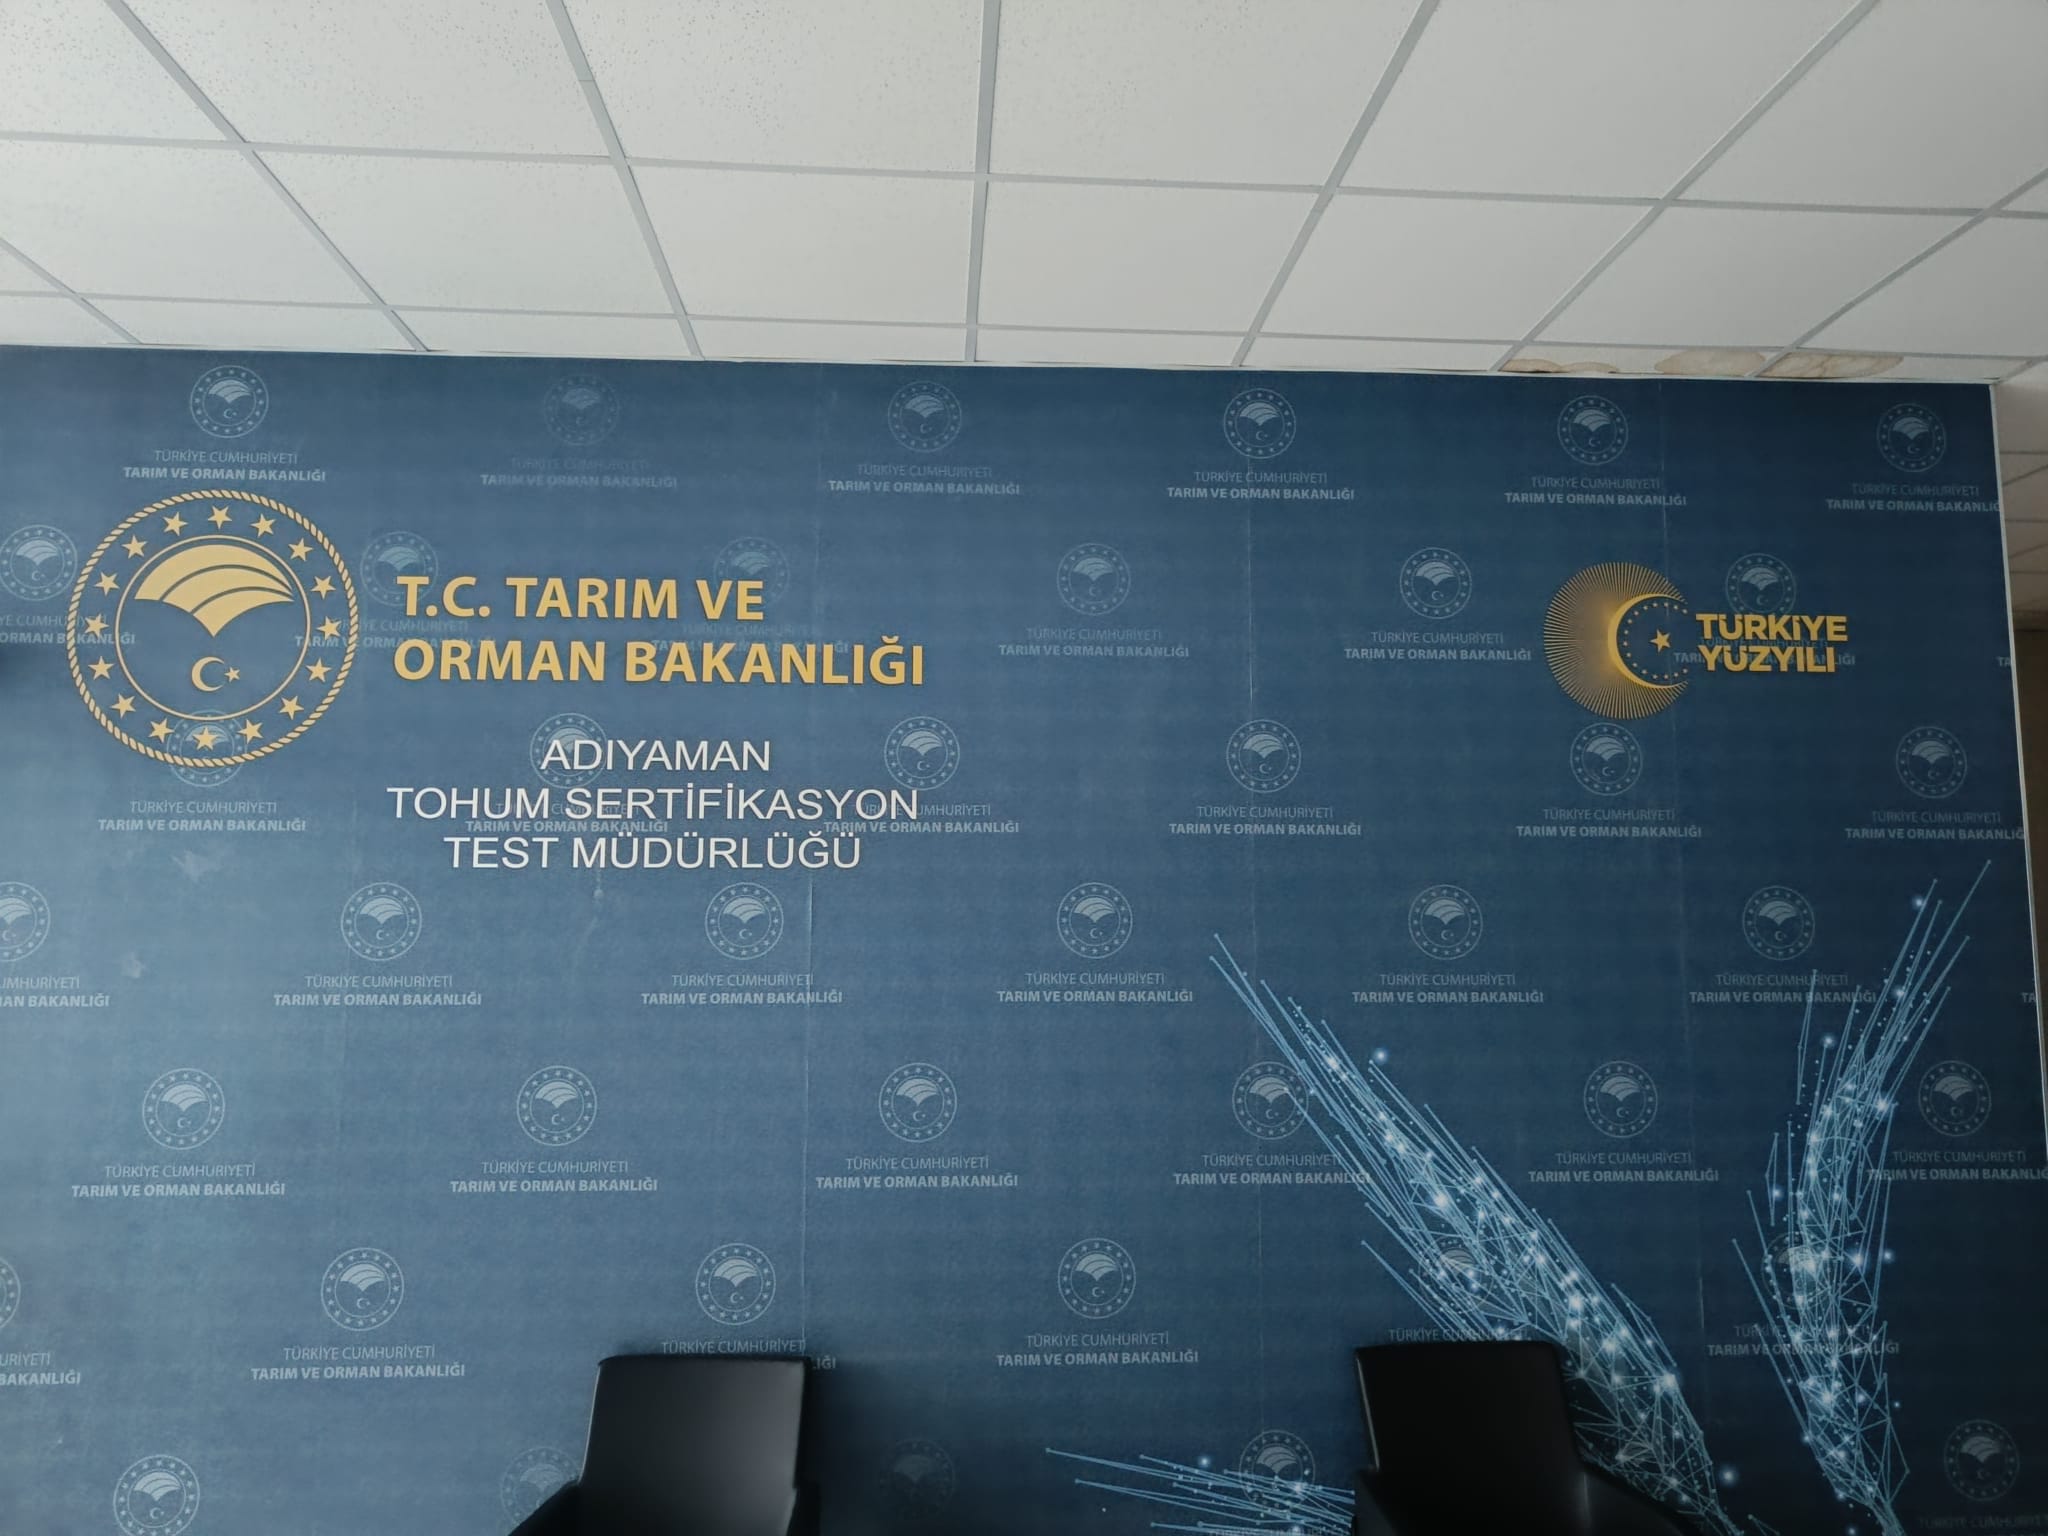 T.C. TARIM VE
ORMAN BAKANLIĞI
ADIYAMAN
TOHUM SERTİFİKASYON
TEST MÜDÜRLÜĞÜ
TÜRKİYE
YÜZYILI
TÜRKİYE CUMHURİYETİ
TARIM VE ORMAN BAKANLIĞI